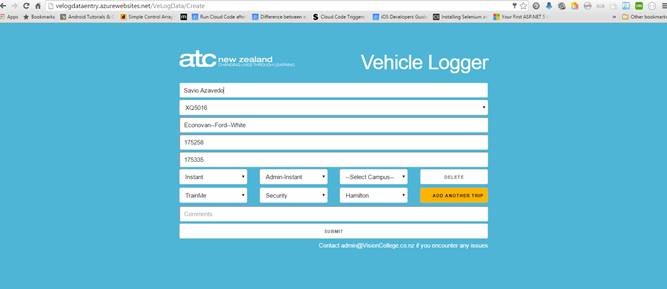 velogdataentry.azurewebsites.net/VeLogData/Create
Apps Android Tutorials & C Simple Control Array Run Cloud Code after Difference between iOS Developers Guide Cloud Code Triggers Installing Selenium Your First ASP.NET 5
atc new zealand
CHANGING LIVES THROUGH LEARNING
Vehicle Logger
Savio Azavedo
XQ5016
Econovan--Ford--White
175258
175335
Instant Admin-Instant --Select Campus-- DELETE
TrainMe Security Hamilton ADD ANOTHER TRIP
Comments
SUBMIT
Contact admin@VisionCollege.co.nz if you encounter any issues